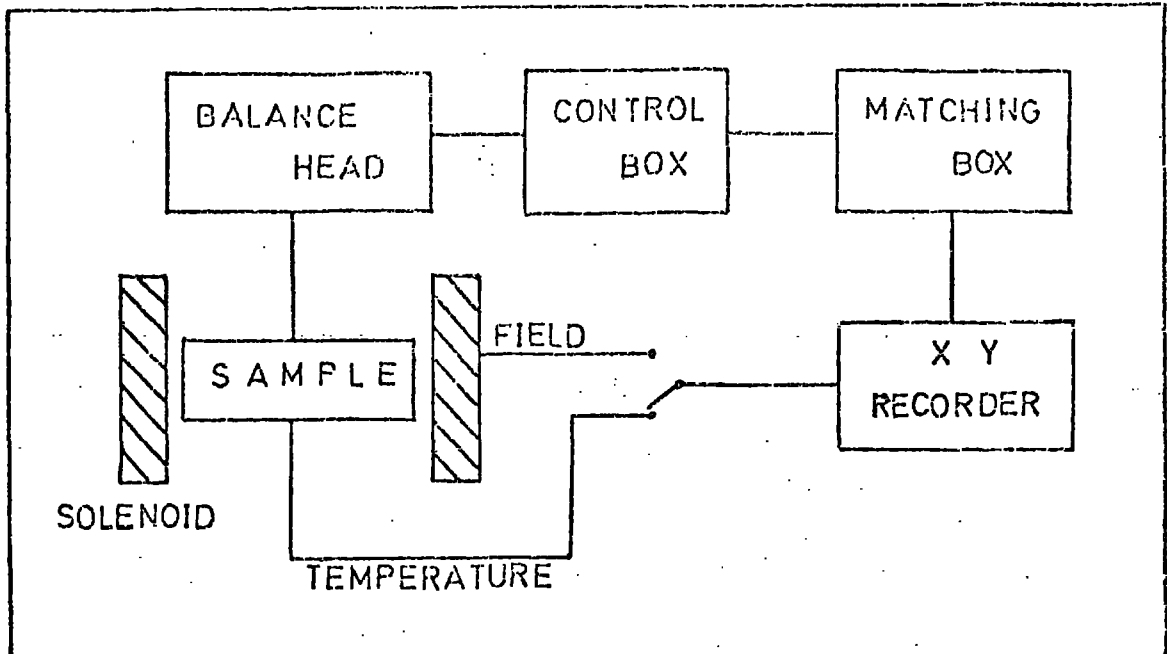 BALANCE
HEAD
CONTROL
BOX
MATCHING
BOX
FIELD
SAMPLE
X Y
RECORDER
SOLENOID
TEMPERATURE